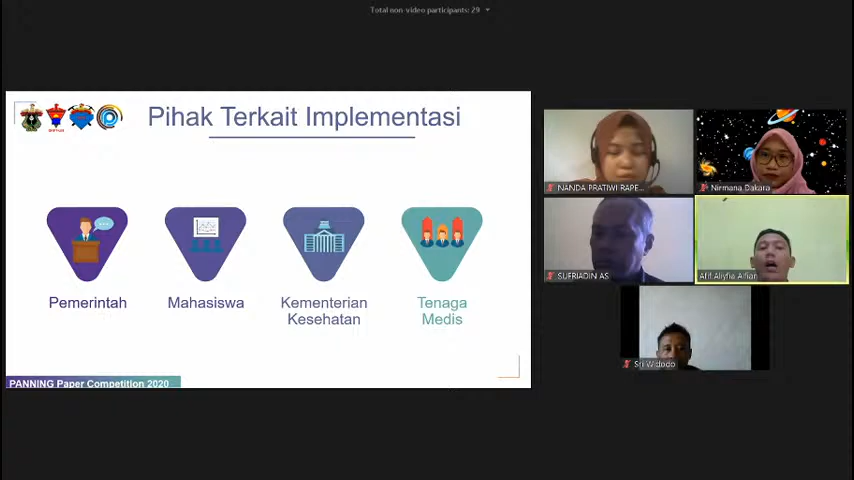 Total non-video participants: 29
Pihak Terkait Implementasi
Pemerintah
Mahasiswa
Kementerian
Kesehatan
Tenaga
Medis
PANNING Paper Competition 2020
NANDA PRATIWI RAPE...
Nirmana Dakara
SUFRIADIN AS
Afif Aliyfia Alfian
Sri Widodo